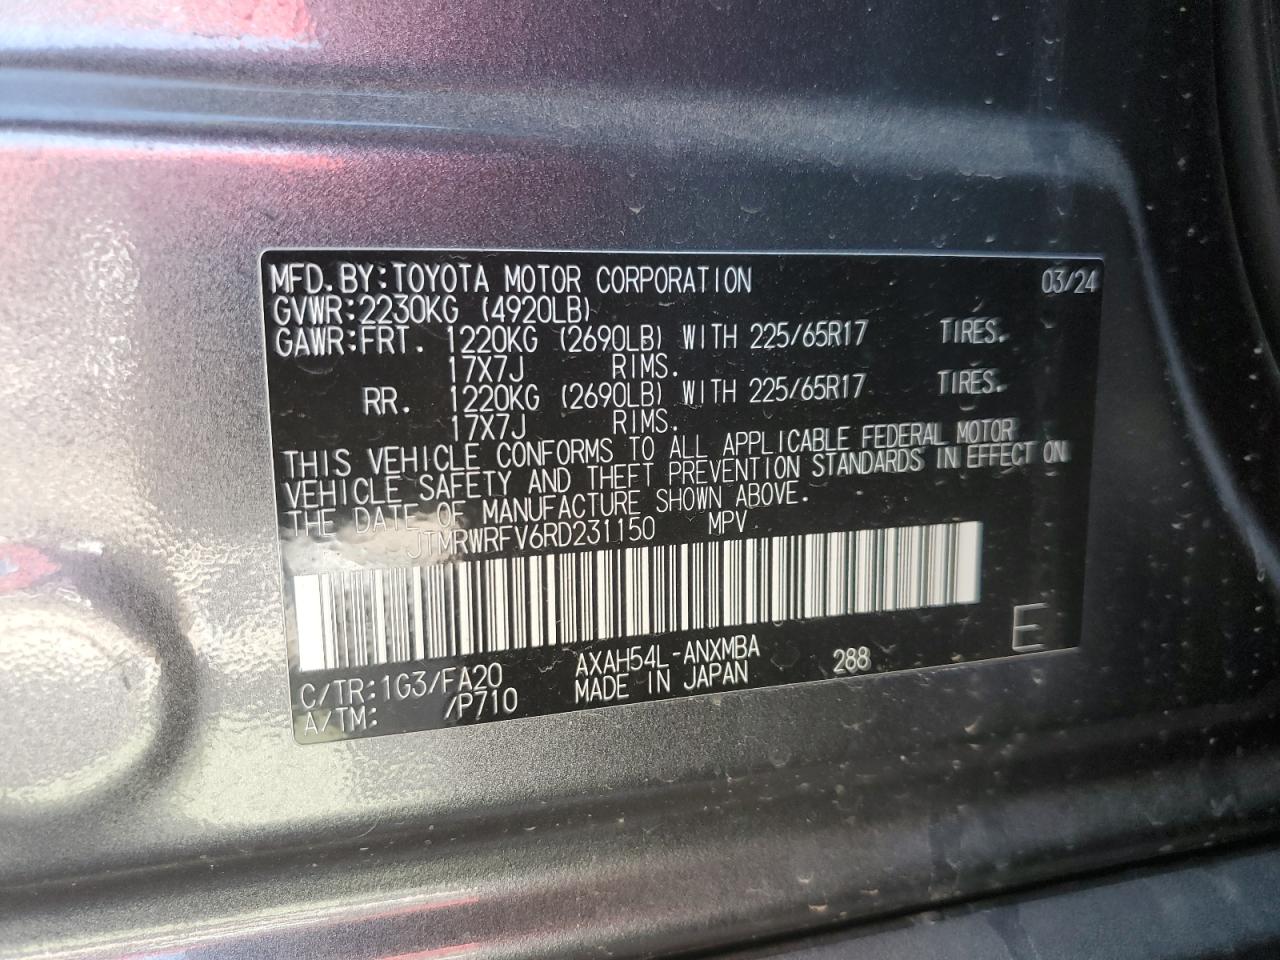 MFD.BY:TOYOTA MOTOR CORPORATION 03/24
GVWR:2230KG (4920LB)
GAWR:FRT. 1220KG (2690LB) WITH 225/65R17 TIRES.
17X7J RIMS.
RR. 1220KG (2690LB) WITH 225/65R17 TIRES.
17X7J RIMS.
THIS VEHICLE CONFORMS TO ALL APPLICABLE FEDERAL MOTOR
VEHICLE SAFETY AND THEFT PREVENTION STANDARDS IN EFFECT ON
THE DATE OF MANUFACTURE SHOWN ABOVE.
JTMRWRFV6RD231150 MPV
C/TR:1G3/FA20 AXAH54L-ANXMBA 288 E
A/TM: /P710 MADE IN JAPAN